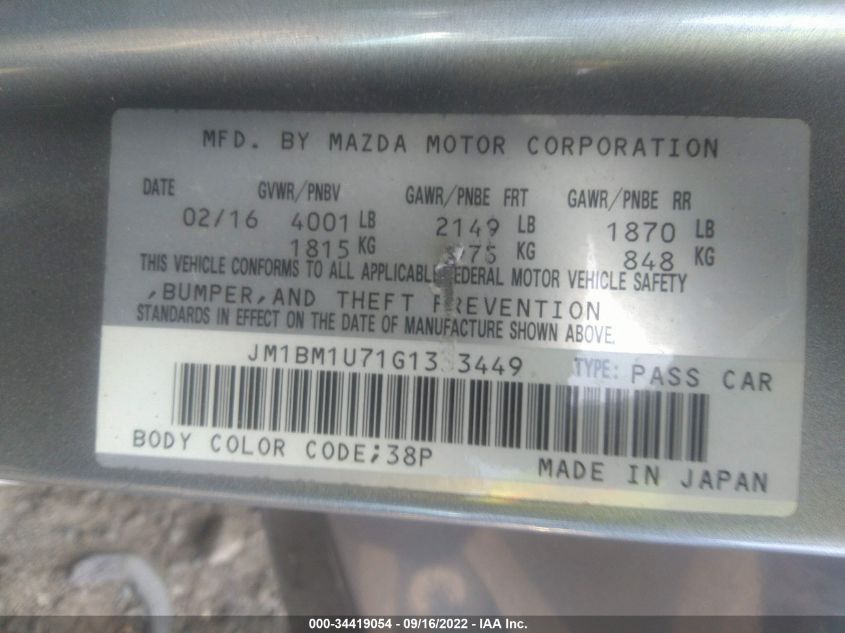 MFD. BY MAZDA MOTOR CORPORATION
DATE GVWR/PNBV GAWR/PNBE FRT GAWR/PNBE RR
02/16 4001 LB 2149 LB 1870 LB
1815 KG 975 KG 848 KG
THIS VEHICLE CONFORMS TO ALL APPLICABLE FEDERAL MOTOR VEHICLE SAFETY
,BUMPER,AND THEFT PREVENTION
STANDARDS IN EFFECT ON THE DATE OF MANUFACTURE SHOWN ABOVE.
JM1BM1U71G1333449 TYPE: PASS CAR
BODY COLOR CODE;38P
MADE IN JAPAN
000-34419054 - 09/16/2022 - IAA Inc.